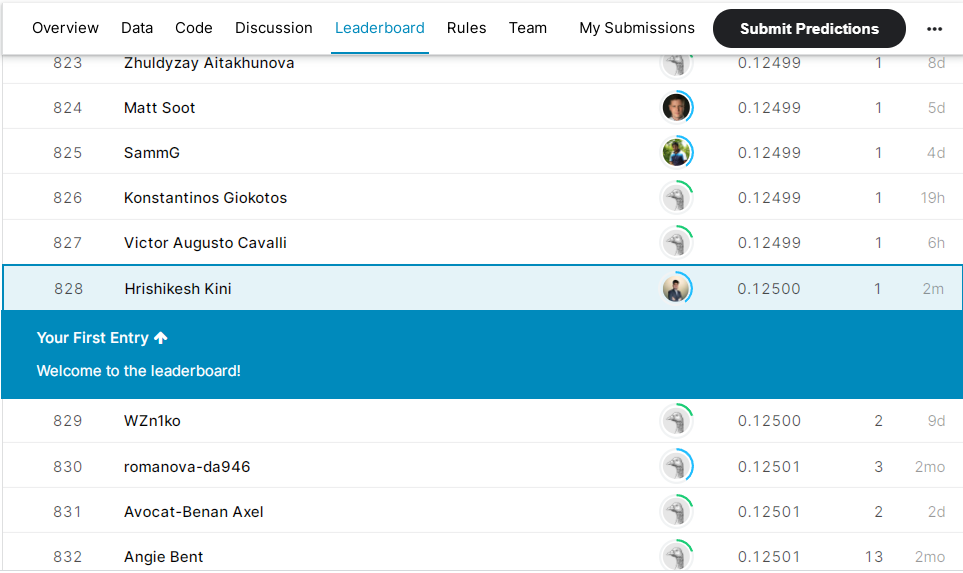 Overview Data Code Discussion Leaderboard Rules Team My Submissions Submit Predictions •••
823 Zhuldyzay Aitakhunova 0.12499 1 8d
824 Matt Soot 0.12499 1 5d
825 SammG 0.12499 1 4d
826 Konstantinos Giokotos 0.12499 1 19h
827 Victor Augusto Cavalli 0.12499 1 6h
828 Hrishikesh Kini 0.12500 1 2m
Your First Entry ↑
Welcome to the leaderboard!
829 WZn1ko 0.12500 2 9d
830 romanova-da946 0.12501 3 2mo
831 Avocat-Benan Axel 0.12501 2 2d
832 Angie Bent 0.12501 13 2mo